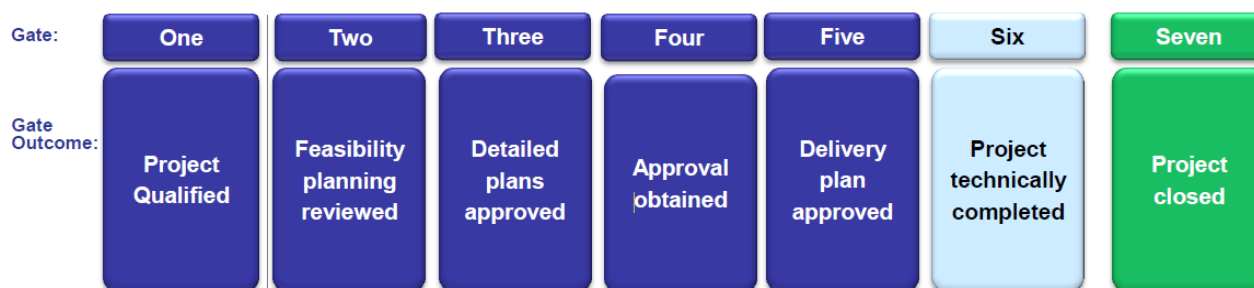 Gate: One Two Three Four Five Six Seven
Gate
Outcome:
Project
Qualified
Feasibility
planning
reviewed
Detailed
plans
approved
Approval
obtained
Delivery
plan
approved
Project
technically
completed
Project
closed